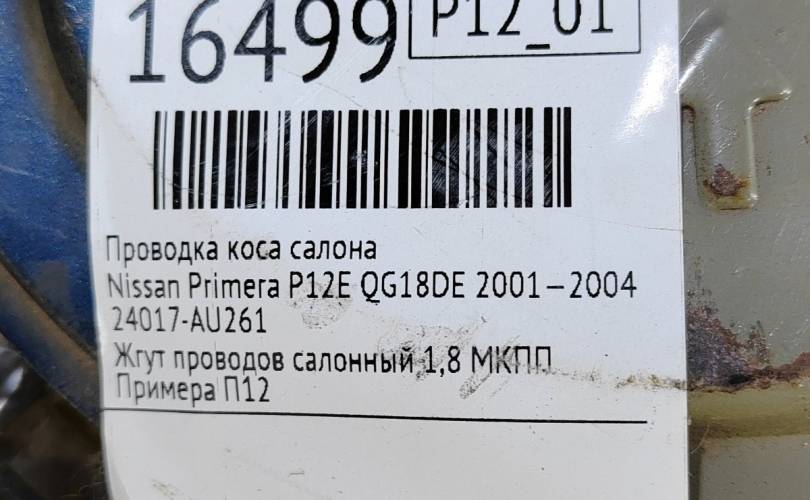 16499
P12_01
Проводка коса салона
Nissan Primera P12E QG18DE 2001-2004
24017-AU261
Жгут проводов салонный 1,8 МКПП
Примера П12